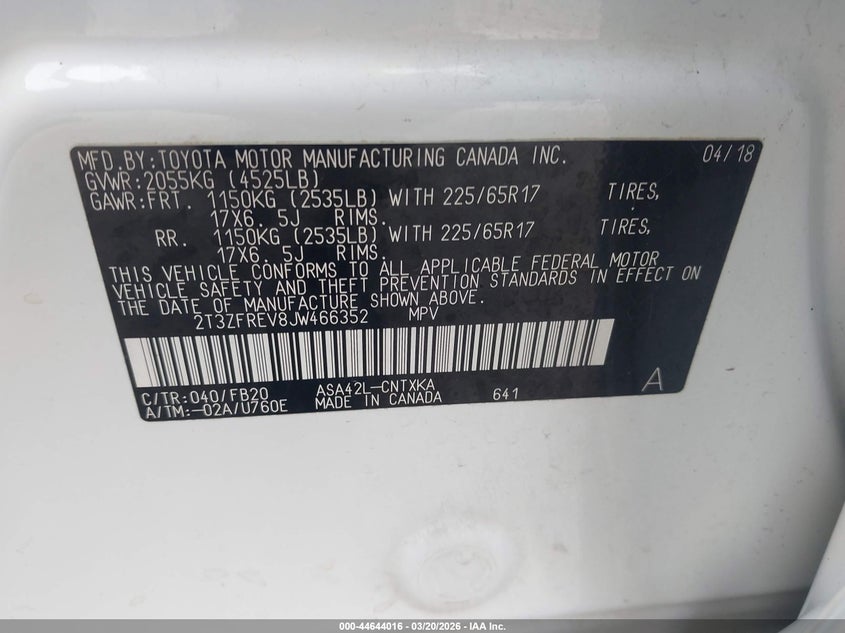 MFD.BY:TOYOTA MOTOR MANUFACTURING CANADA INC. 04/18
GVWR:2055KG (4525LB)
GAWR:FRT. 1150KG (2535LB) WITH 225/65R17 TIRES,
17X6. 5J RIMS.
RR. 1150KG (2535LB) WITH 225/65R17 TIRES,
17X6. 5J RIMS.
THIS VEHICLE CONFORMS TO ALL APPLICABLE FEDERAL MOTOR
VEHICLE SAFETY AND THEFT PREVENTION STANDARDS IN EFFECT ON
THE DATE OF MANUFACTURE SHOWN ABOVE.
2T3ZFREV8JW466352 MPV
C/TR:040/FB20 ASA42L-CNTXKA 641 A
A/TM:-02A/U760E MADE IN CANADA
000-44644016 - 03/20/2026 - IAA Inc.